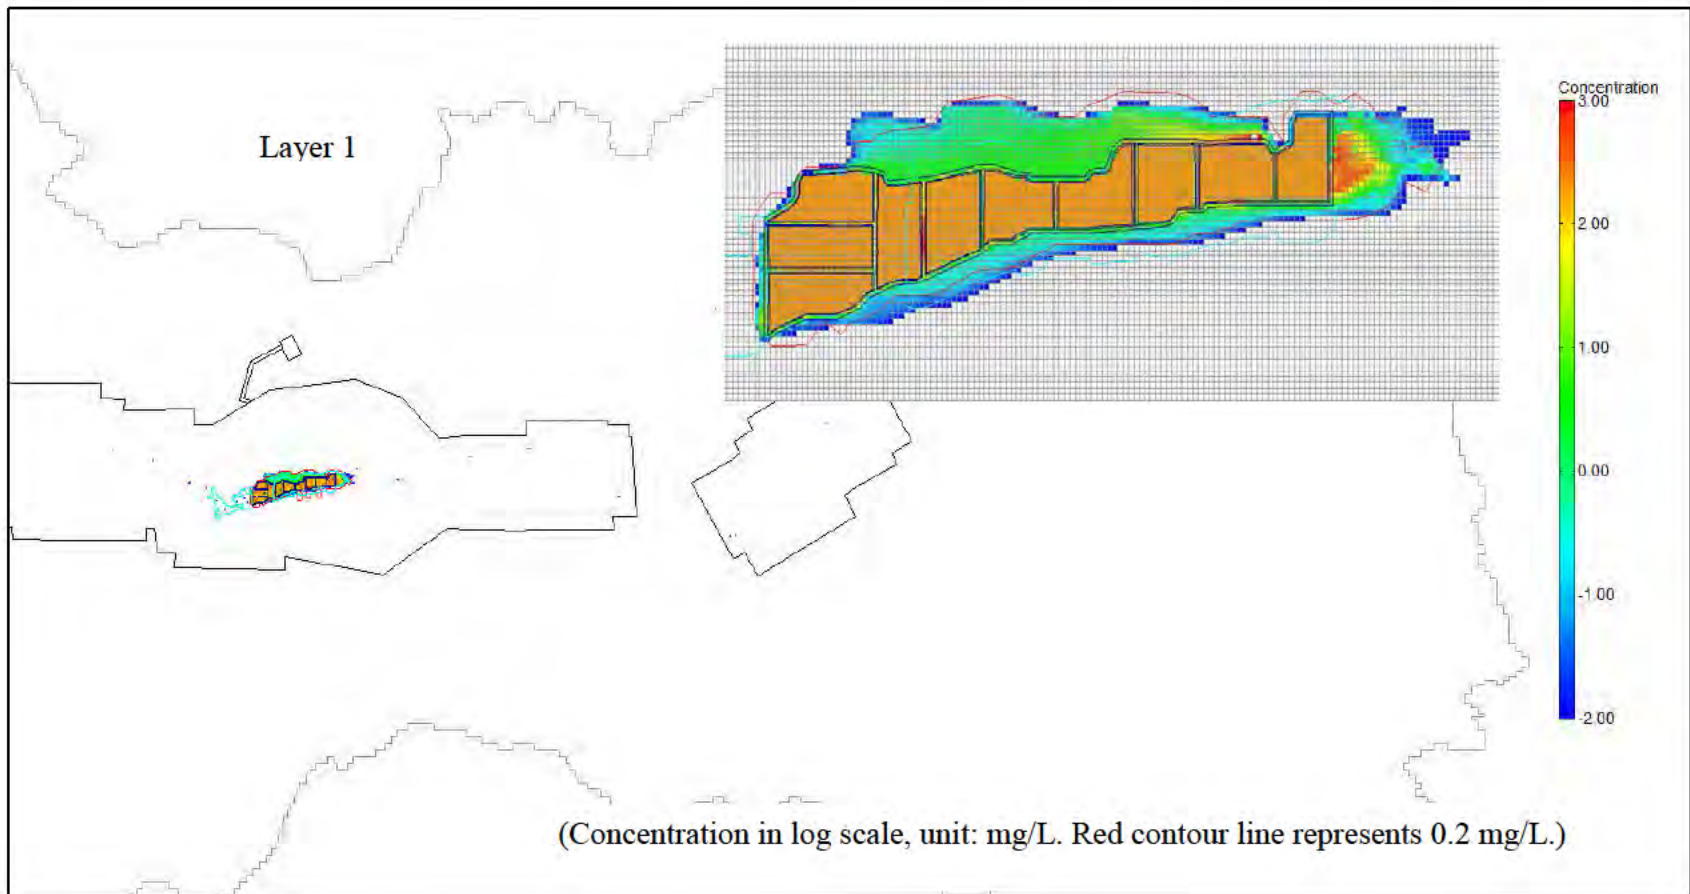 Layer 1
Concentration
3.00
2.00
1.00
0.00
-1.00
-2.00
(Concentration in log scale, unit: mg/L. Red contour line represents 0.2 mg/L.)